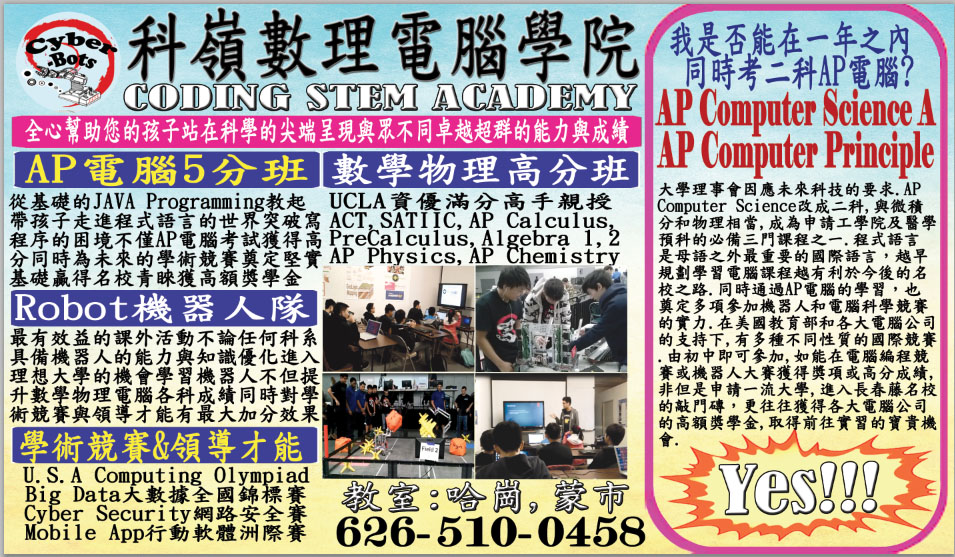 Cyber
Bots
科嶺數理電腦學院
CODING STEM ACADEMY
全心幫助您的孩子站在科學的尖端呈現與眾不同卓越超群的能力與成績
AP電腦5分班
從基礎的JAVA Programming教起
帶孩子走進程式語言的世界突破寫
程序的困境不僅AP電腦考試獲得高
分同時為未來的學術競賽奠定堅實
基礎贏得名校青睞獲高額獎學金
Robot機器人隊
最有效益的課外活動不論任何科系
具備機器人的能力與知識優化進入
理想大學的機會學習機器人不但提
升數學物理電腦各科成績同時對學
術競賽與領導才能有最大加分效果
學術競賽&領導才能
U.S.A Computing Olympiad
Big Data大數據全國錦標賽
Cyber Security網路安全賽
Mobile App行動軟體洲際賽
數學物理高分班
UCLA資優滿分高手親授
ACT,SATIIC,AP Calculus,
PreCalculus,Algebra 1,2
AP Physics,AP Chemistry
Field 2
教室:哈崗,蒙市
626-510-0458
我是否能在一年之內
同時考二科AP電腦?
AP Computer Science A
AP Computer Principle
大學理事會因應未來科技的要求.AP
Computer Science改成二科,與微積
分和物理相當,成為申請工學院及醫學
預科的必備三門課程之一.程式語言
是母語之外最重要的國際語言，越早
規劃學習電腦課程越有利於今後的名
校之路.同時通過AP電腦的學習，也
奠定多項參加機器人和電腦科學競賽
的實力.在美國教育部和各大電腦公司
的支持下,有多種不同性質的國際競賽
.由初中即可參加,如能在電腦編程競
賽或機器人大賽獲得獎項或高分成績,
非但是申請一流大學,進入長春藤名校
的敲門磚，更往往獲得各大電腦公司
的高額獎學金,取得前往實習的寶貴機
會.
Yes!!!